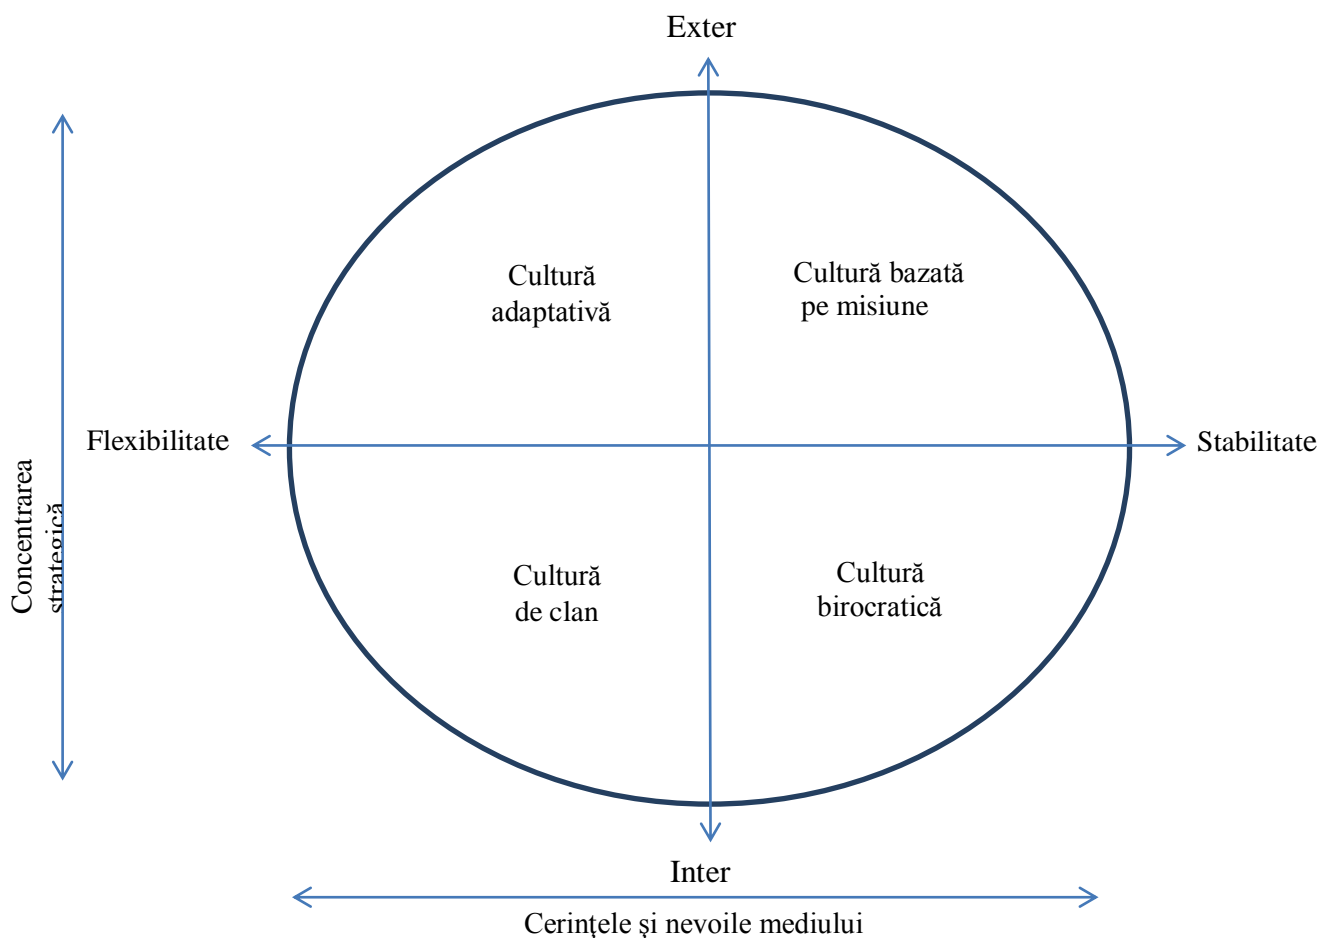 Exter
Cultură
adaptativă
Cultură bazată
pe misiune
Flexibilitate
Stabilitate
Concentrarea
strategică
Cultură
de clan
Cultură
birocratică
Inter
Cerinţele şi nevoile mediului